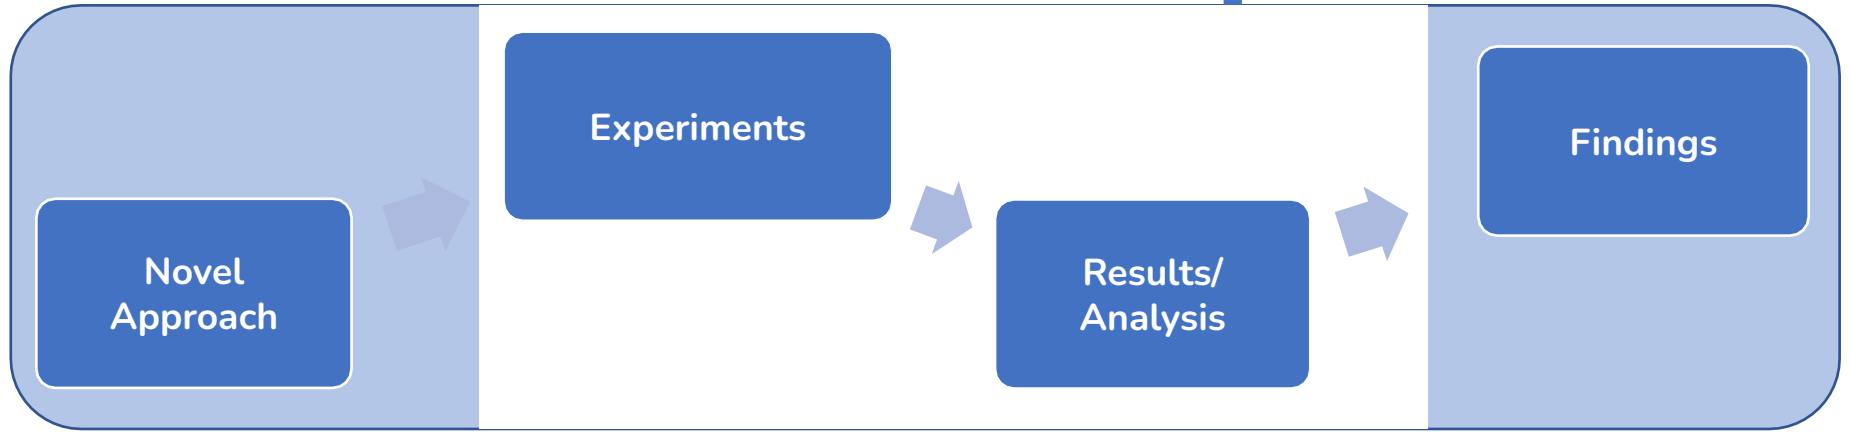 Novel
Approach
Experiments
Results/
Analysis
Findings